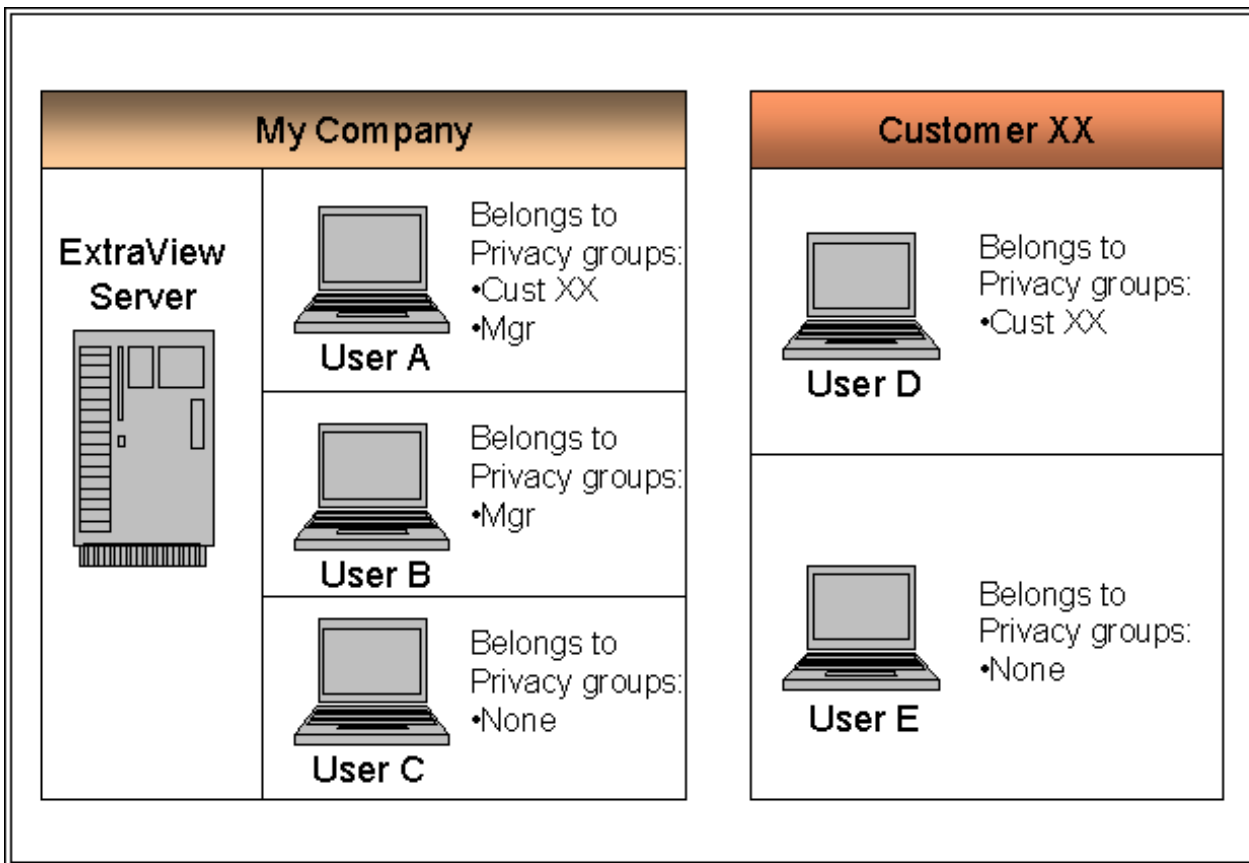 My Company
ExtraView
Server
Belongs to
Privacy groups:
•Cust XX
•Mgr
User A
Belongs to
Privacy groups:
•Mgr
User B
Belongs to
Privacy groups:
•None
User C
Customer XX
Belongs to
Privacy groups:
•Cust XX
User D
Belongs to
Privacy groups:
•None
User E